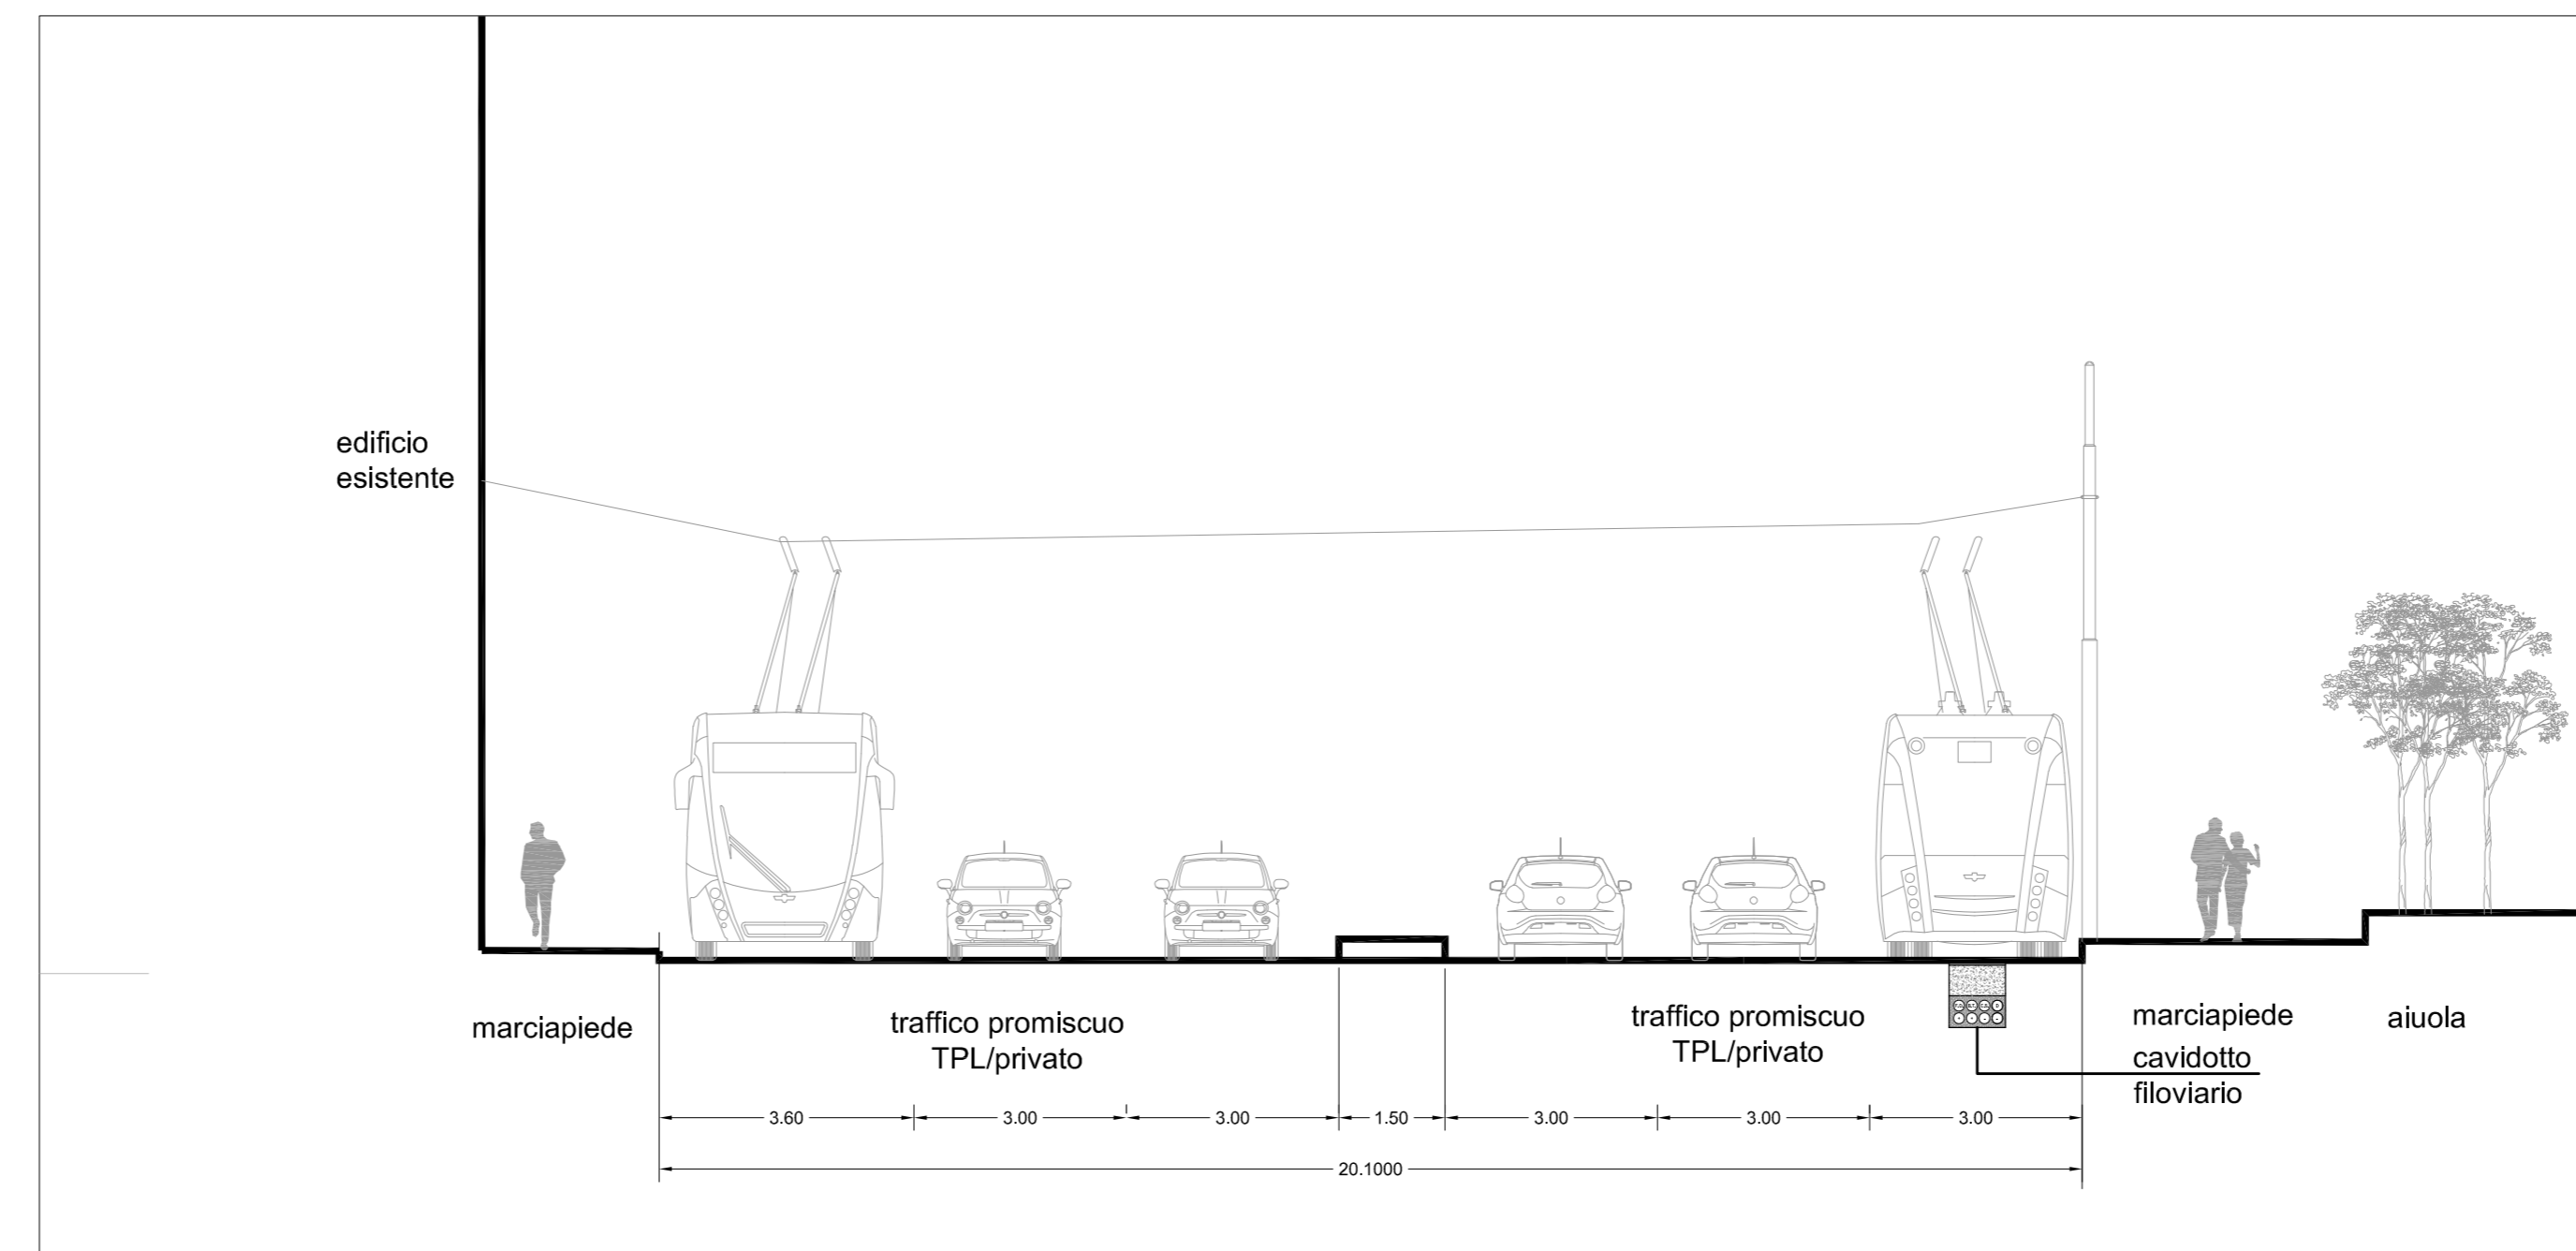 edificio
esistente
marciapiede
traffico promiscuo
TPL/privato
traffico promiscuo
TPL/privato
marciapiede
aiuola
cavidotto
filoviario
3.60
3.00
3.00
1.50
3.00
3.00
3.00
20.1000